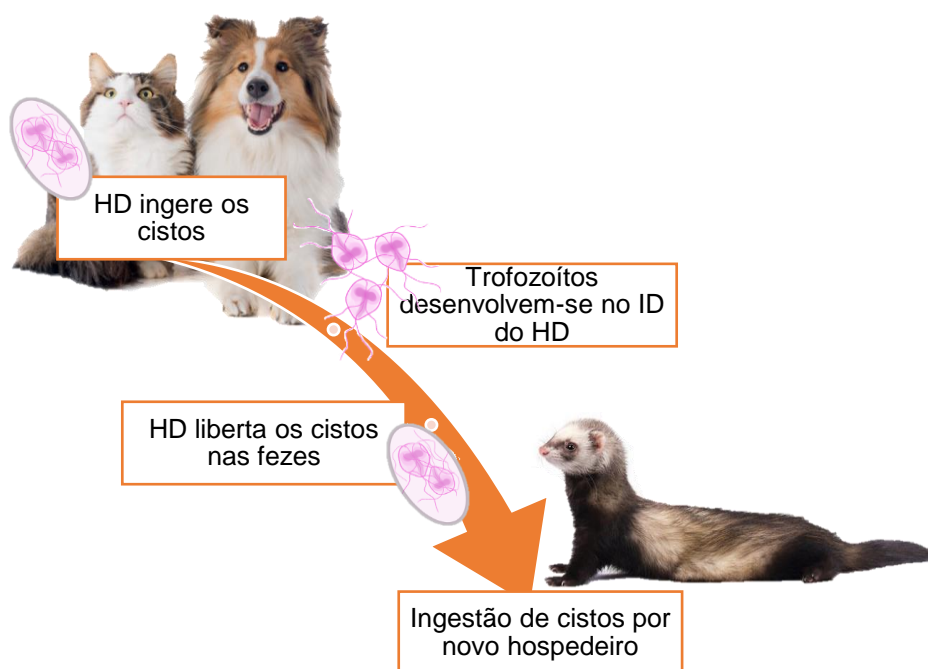 HD ingere os
cistos
Trofozoítos
desenvolvem-se no ID
do HD
HD liberta os cistos
nas fezes
Ingestão de cistos por
novo hospedeiro